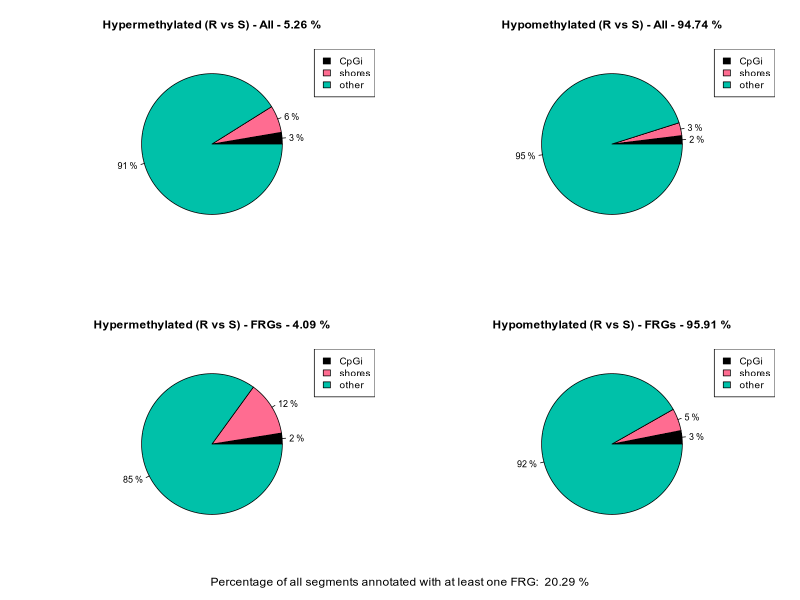 Hypermethylated (R vs S) - All - 5.26 %
CpGi
shores
other
6 %
3 %
91 %
Hypomethylated (R vs S) - All - 94.74 %
CpGi
shores
other
3 %
2 %
95 %
Hypermethylated (R vs S) - FRGs - 4.09 %
CpGi
shores
other
12 %
2 %
85 %
Hypomethylated (R vs S) - FRGs - 95.91 %
CpGi
shores
other
5 %
3 %
92 %
Percentage of all segments annotated with at least one FRG: 20.29 %